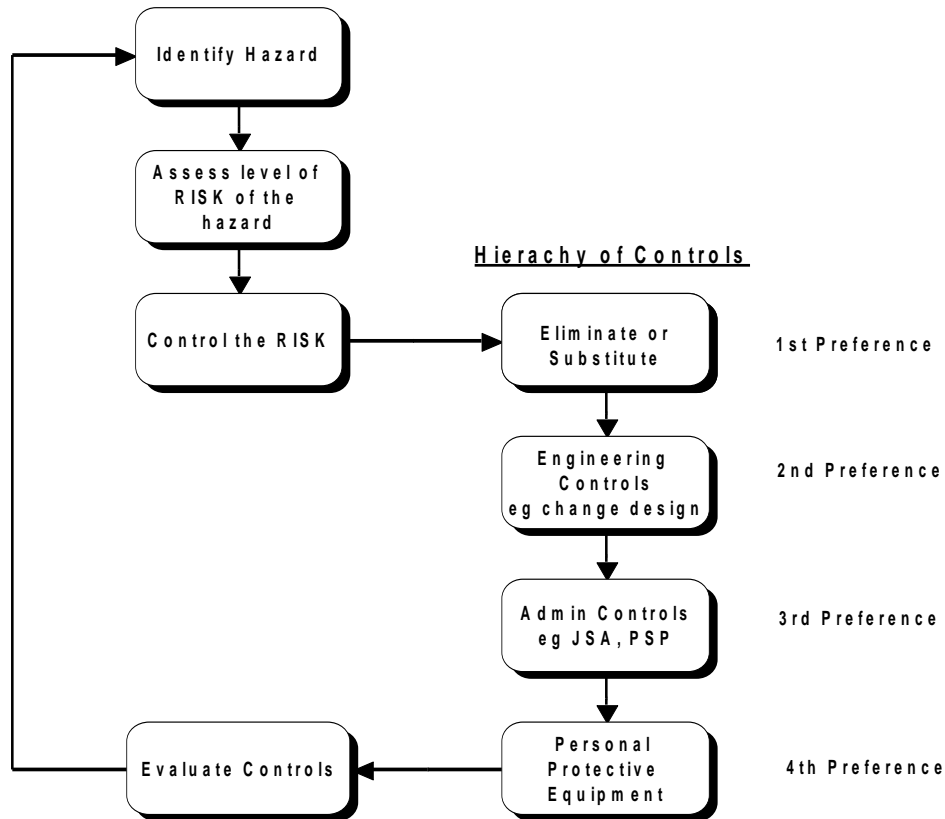 Identify Hazard
Assess level of
RISK of the
hazard
Hierachy of Controls
Control the RISK
Eliminate or
Substitute
1st Preference
Engineering
Controls
eg change design
2nd Preference
Admin Controls
eg JSA, PSP
3rd Preference
Personal
Protective
Equipment
4th Preference
Evaluate Controls